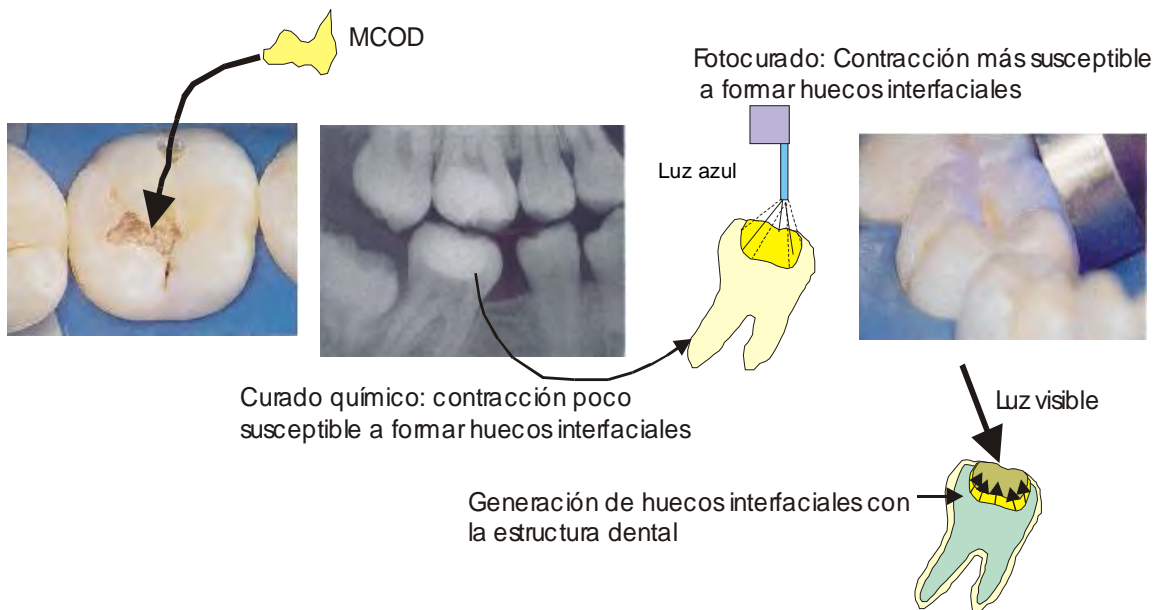 MCOD
Fotocurado: Contracción más susceptible
a formar huecos interfaciales
Luz azul
Curado químico: contracción poco
susceptible a formar huecos interfaciales
Luz visible
Generación de huecos interfaciales con
la estructura dental